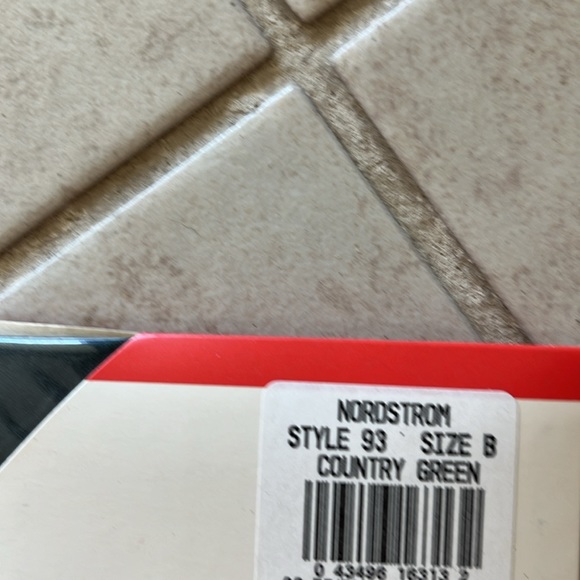 NORDSTROM
STYLE 93 SIZE B
COUNTRY GREEN
0 43496 16313 2